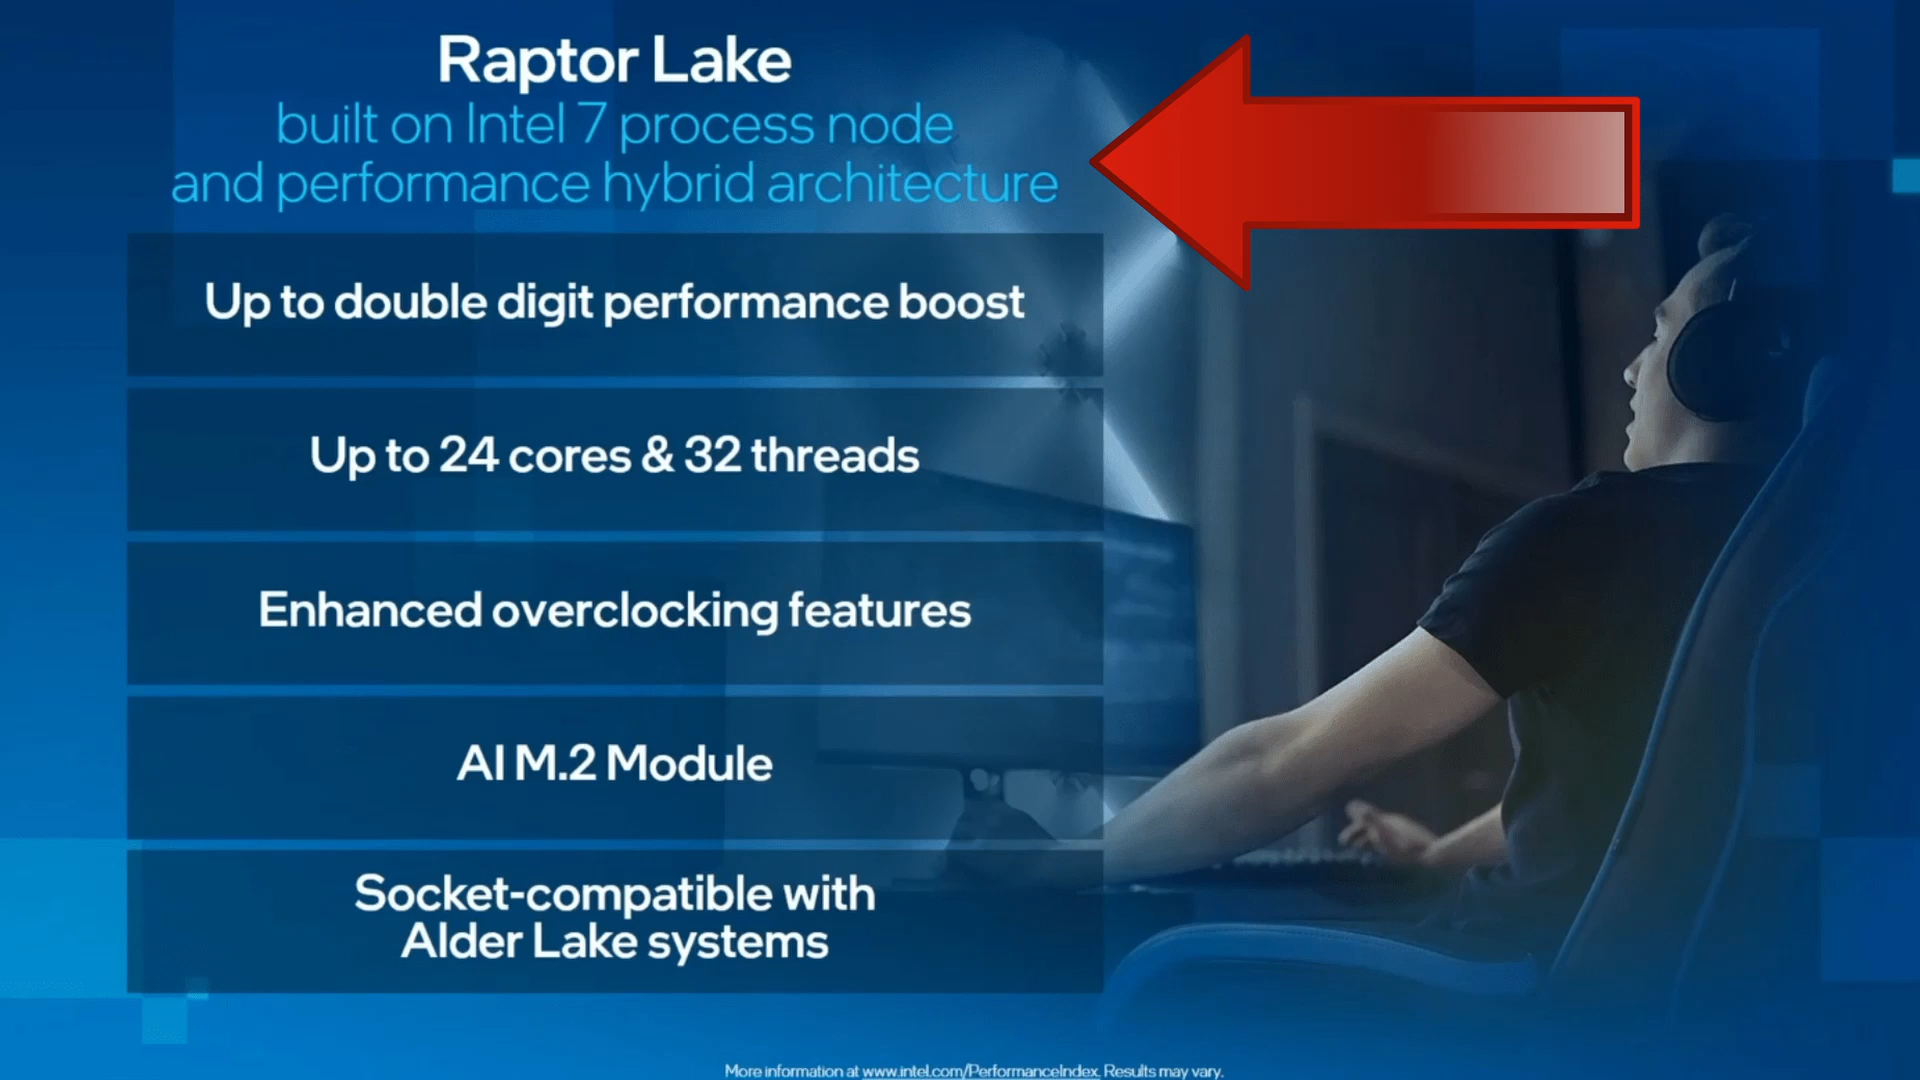 Raptor Lake
built on Intel 7 process node
and performance hybrid architecture
Up to double digit performance boost
Up to 24 cores & 32 threads
Enhanced overclocking features
AI M.2 Module
Socket-compatible with
Alder Lake systems
More information at www.intel.com/PerformanceIndex. Results may vary.